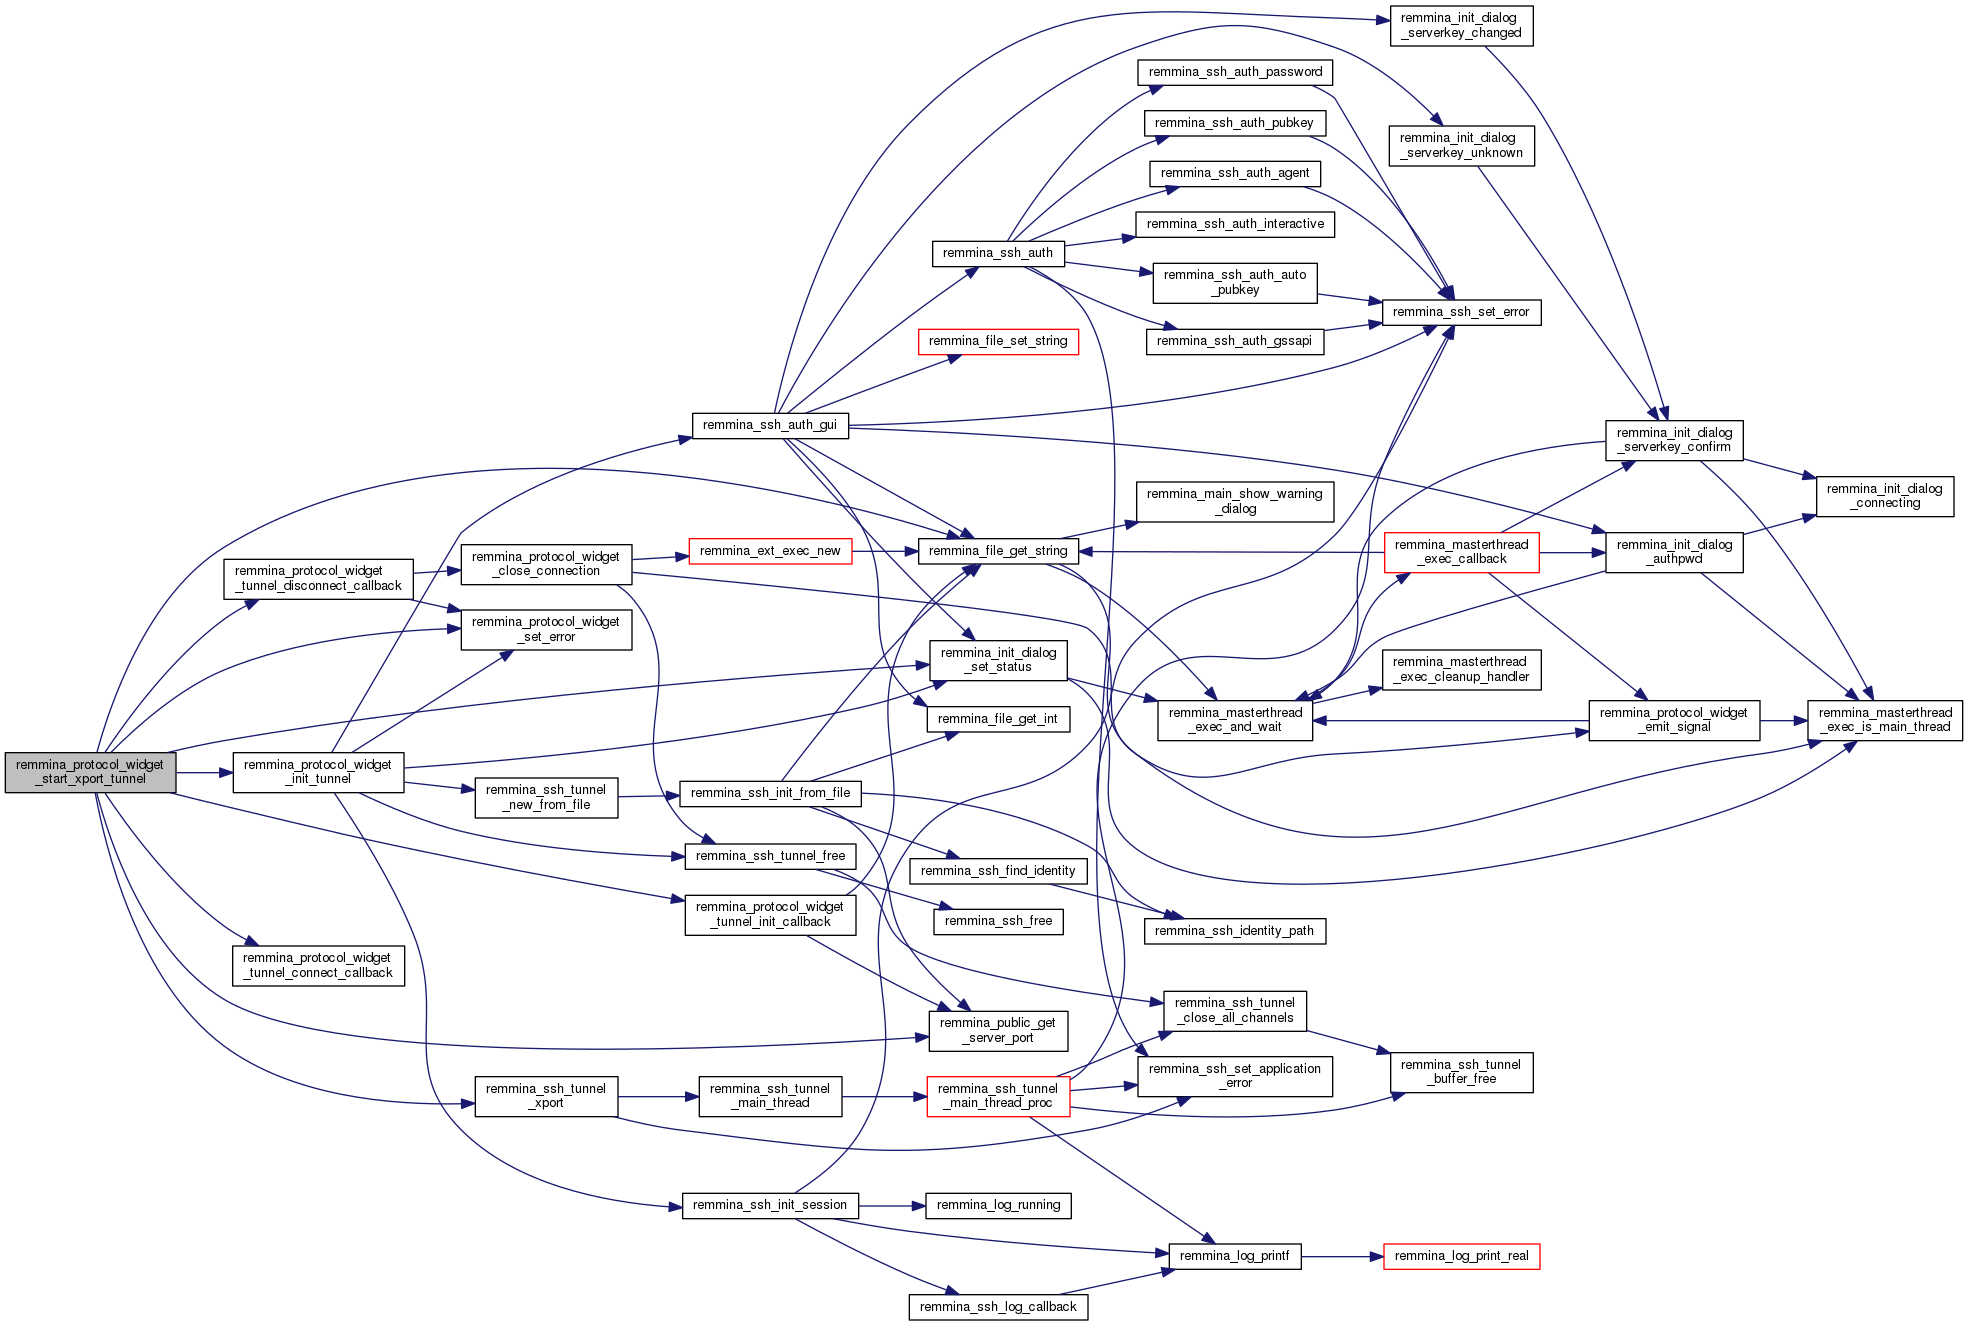 remmina_init_dialog
_serverkey_changed
remmina_ssh_auth_password
remmina_ssh_auth_pubkey
remmina_init_dialog
_serverkey_unknown
remmina_ssh_auth_agent
remmina_ssh_auth_interactive
remmina_ssh_auth
remmina_ssh_auth_auto
_pubkey
remmina_ssh_set_error
remmina_file_set_string
remmina_ssh_auth_gssapi
remmina_ssh_auth_gui
remmina_init_dialog
_serverkey_confirm
remmina_main_show_warning
_dialog
remmina_init_dialog
_connecting
remmina_protocol_widget
_tunnel_disconnect_callback
remmina_protocol_widget
_close_connection
remmina_ext_exec_new
remmina_file_get_string
remmina_masterthread
_exec_callback
remmina_init_dialog
_authpwd
remmina_protocol_widget
_set_error
remmina_init_dialog
_set_status
remmina_masterthread
_exec_cleanup_handler
remmina_file_get_int
remmina_masterthread
_exec_and_wait
remmina_protocol_widget
_emit_signal
remmina_masterthread
_exec_is_main_thread
remmina_protocol_widget
_start_xport_tunnel
remmina_protocol_widget
_init_tunnel
remmina_ssh_tunnel
_new_from_file
remmina_ssh_init_from_file
remmina_ssh_tunnel_free
remmina_ssh_find_identity
remmina_protocol_widget
_tunnel_init_callback
remmina_ssh_free
remmina_ssh_identity_path
remmina_protocol_widget
_tunnel_connect_callback
remmina_public_get
_server_port
remmina_ssh_tunnel
_close_all_channels
remmina_ssh_tunnel
_xport
remmina_ssh_tunnel
_main_thread
remmina_ssh_tunnel
_main_thread_proc
remmina_ssh_set_application
_error
remmina_ssh_tunnel
_buffer_free
remmina_ssh_init_session
remmina_log_running
remmina_log_printf
remmina_log_print_real
remmina_ssh_log_callback